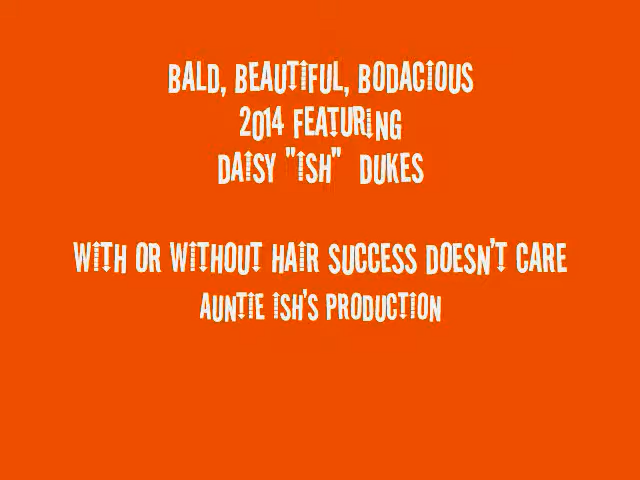 BALD, BEAUTIFUL, BODACIOUS
2014 FEATURING
DAISY "ISH" DUKES
WITH OR WITHOUT HAIR SUCCESS DOESN'T CARE
AUNTIE ISH'S PRODUCTION